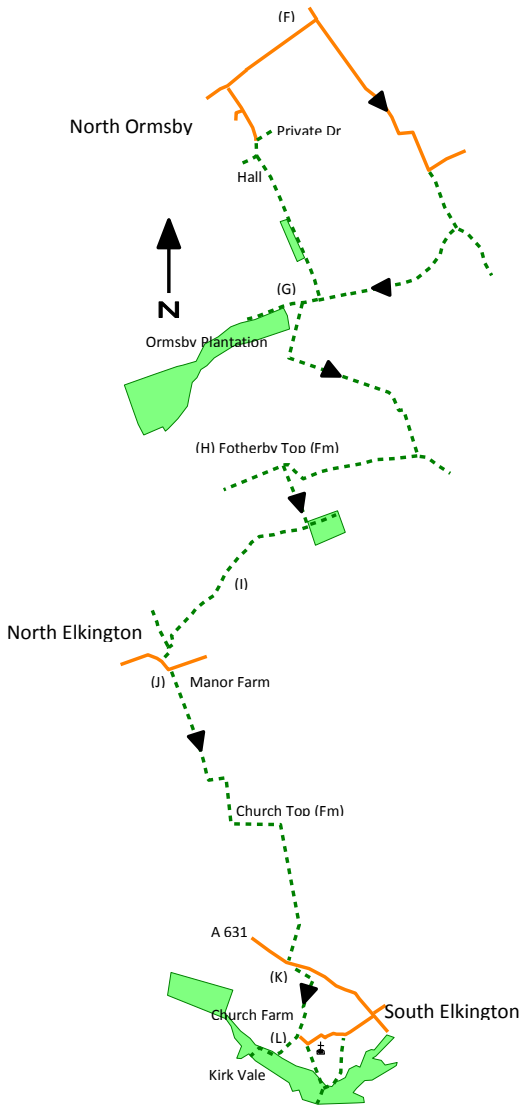 (F)
North Ormsby
Private Dr
Hall
N
(G)
Ormsby Plantation
(H) Fotherby Top (Fm)
(I)
North Elkington
(J) Manor Farm
Church Top (Fm)
A 631
(K)
Church Farm
South Elkington
(L)
Kirk Vale